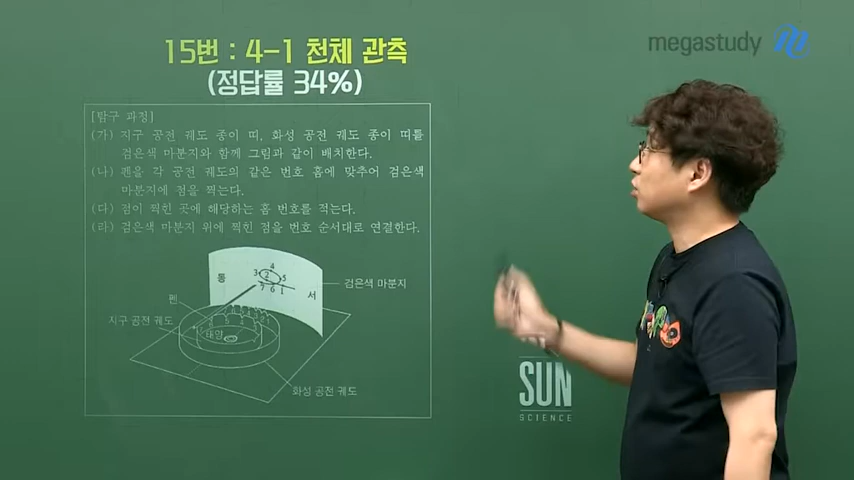 megastudy
15번 : 4-1 천체 관측
(정답률 34%)
[탐구 과정]
(가) 지구 공전 궤도 종이 띠, 화성 공전 궤도 종이 띠를
검은색 마분지와 함께 그림과 같이 배치한다.
(나) 펜을 각 공전 궤도의 같은 번호 홈에 맞추어 검은색
마분지에 점을 찍는다.
(다) 점이 찍힌 곳에 해당하는 홈 번호를 적는다.
(라) 검은색 마분지 위에 찍힌 점을 번호 순서대로 연결한다.
동
4
3 2 5
7 6 1
서
검은색 마분지
펜
지구 공전 궤도
태양
화성 공전 궤도
SUN
SCIENCE